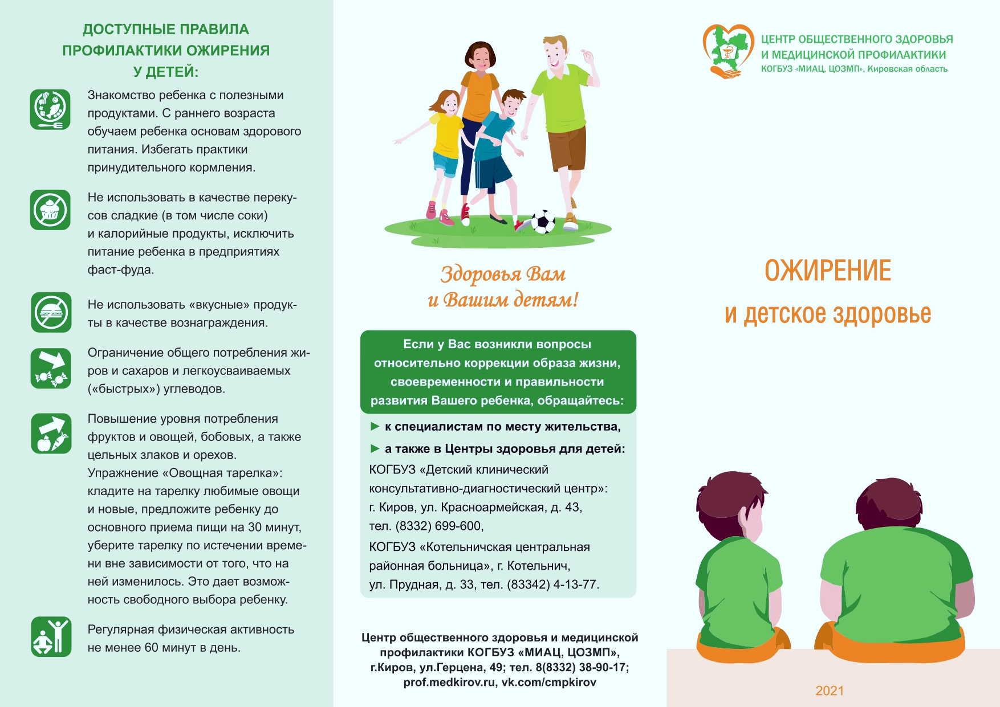 ДОСТУПНЫЕ ПРАВИЛА
ПРОФИЛАКТИКИ ОЖИРЕНИЯ
У ДЕТЕЙ:
Знакомство ребенка с полезными
продуктами. С раннего возраста
обучаем ребенка основам здорового
питания. Избегать практики
принудительного кормления.
Не использовать в качестве переку-
сов сладкие (в том числе соки)
и калорийные продукты, исключить
питание ребенка в предприятиях
фаст-фуда.
Не использовать «вкусные» продук-
ты в качестве вознаграждения.
Ограничение общего потребления жи-
ров и сахаров и легкоусваиваемых
(«быстрых») углеводов.
Повышение уровня потребления
фруктов и овощей, бобовых, а также
цельных злаков и орехов.
Упражнение «Овощная тарелка»:
кладите на тарелку любимые овощи
и новые, предложите ребенку до
основного приема пищи на 30 минут,
уберите тарелку по истечении време-
ни вне зависимости от того, что на
ней изменилось. Это дает возмож-
ность свободного выбора ребенку.
Регулярная физическая активность
не менее 60 минут в день.
Здоровья Вам
и Вашим детям!
Если у Вас возникли вопросы
относительно коррекции образа жизни,
своевременности и правильности
развития Вашего ребенка, обращайтесь:
► к специалистам по месту жительства,
► а также в Центры здоровья для детей:
КОГБУЗ «Детский клинический
консультативно-диагностический центр»:
г. Киров, ул. Красноармейская, д. 43,
тел. (8332) 699-600,
КОГБУЗ «Котельничская центральная
районная больница», г. Котельнич,
ул. Прудная, д. 33, тел. (83342) 4-13-77.
Центр общественного здоровья и медицинской
профилактики КОГБУЗ «МИАЦ, ЦОЗМП»,
г.Киров, ул.Герцена, 49; тел. 8(8332) 38-90-17;
prof.medkirov.ru, vk.com/cmpkirov
ЦЕНТР ОБЩЕСТВЕННОГО ЗДОРОВЬЯ
И МЕДИЦИНСКОЙ ПРОФИЛАКТИКИ
КОГБУЗ «МИАЦ, ЦОЗМП», Кировская область
ОЖИРЕНИЕ
и детское здоровье
2021